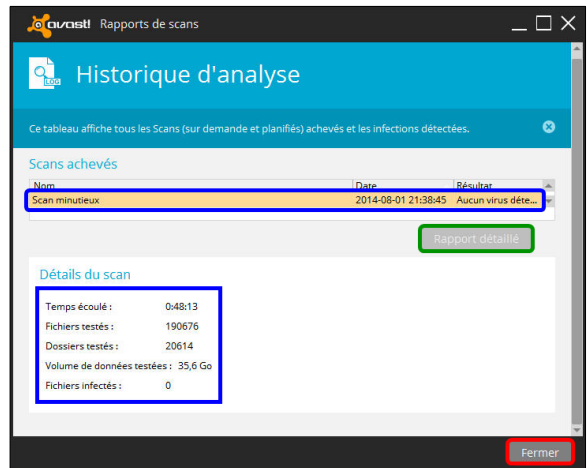 avast! Rapports de scans
LOG
Historique d'analyse
Ce tableau affiche tous les Scans (sur demande et planifiés) achevés et les infections détectées.
Scans achevés
Nom Date Résultat
Scan minutieux 2014-08-01 21:38:45 Aucun virus déte...
Rapport détaillé
Détails du scan
Temps écoulé : 0:48:13
Fichiers testés : 190676
Dossiers testés : 20614
Volume de données testées : 35,6 Go
Fichiers infectés : 0
Fermer